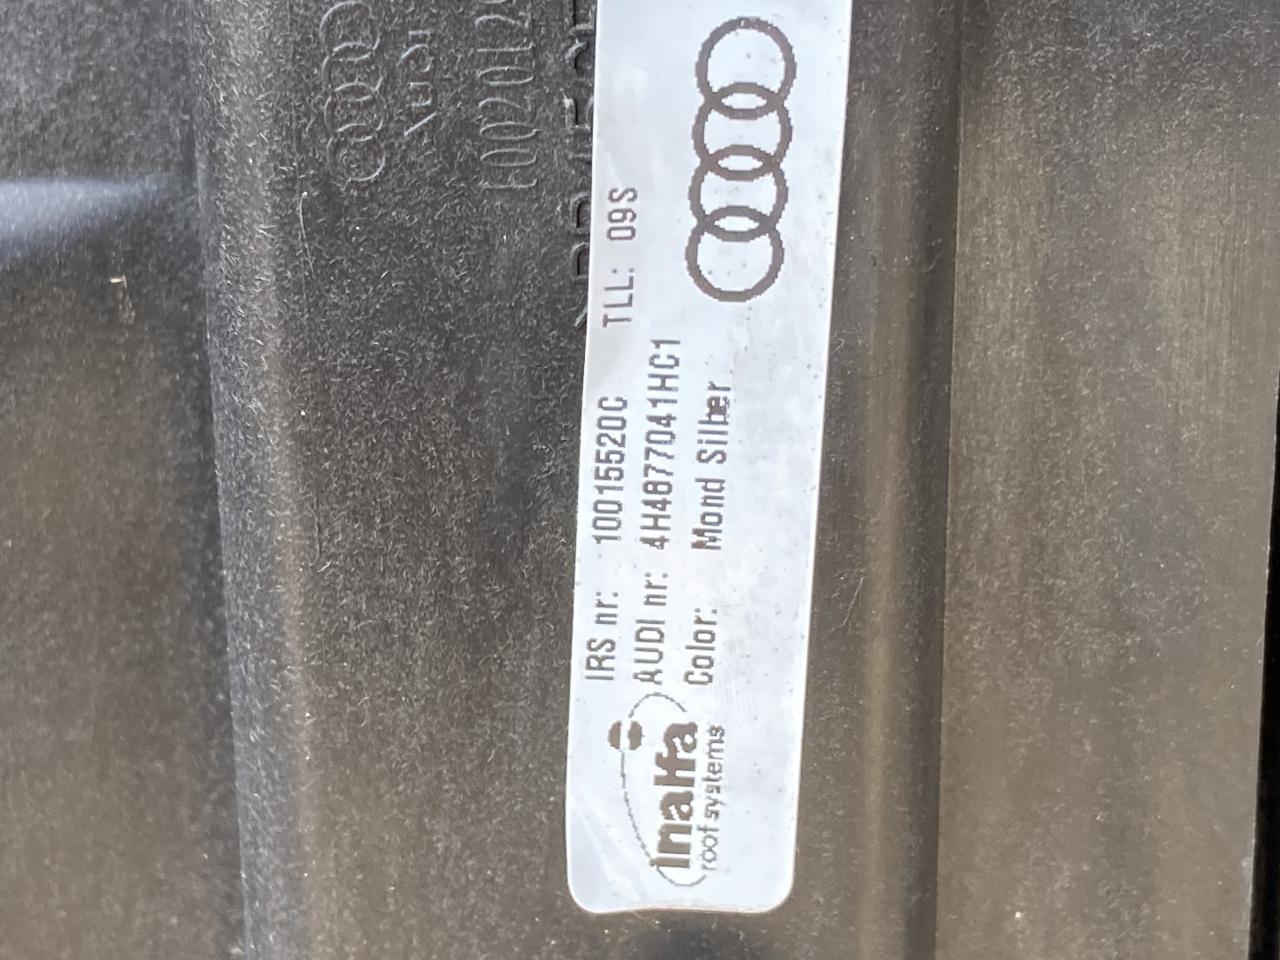 IRS nr: 10015520C TLL: 09S
AUDI nr: 4H4877041HC1
Color: Mond Silber
inalfa
roof systems